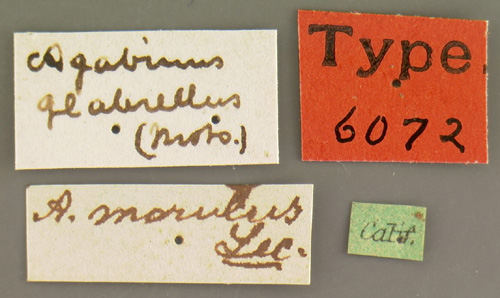 Agabinus
glabrellus
(Mots.)
Type.
6072
A. morulus
Lec.
Calif.